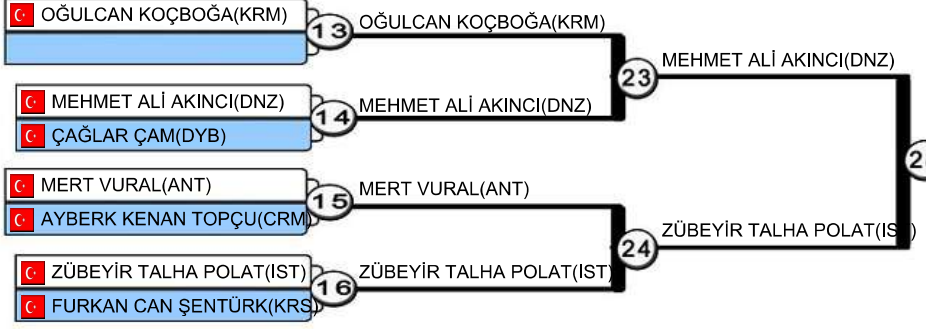 OĞULCAN KOÇBOĞA(KRM)
13
OĞULCAN KOÇBOĞA(KRM)
MEHMET ALİ AKINCI(DNZ)
23
MEHMET ALİ AKINCI(DNZ)
14
MEHMET ALİ AKINCI(DNZ)
ÇAĞLAR ÇAM(DYB)
MERT VURAL(ANT)
15
MERT VURAL(ANT)
AYBERK KENAN TOPÇU(CRM)
ZÜBEYİR TALHA POLAT(IST)
24
ZÜBEYİR TALHA POLAT(IST)
16
ZÜBEYİR TALHA POLAT(IST)
FURKAN CAN ŞENTÜRK(KRS)